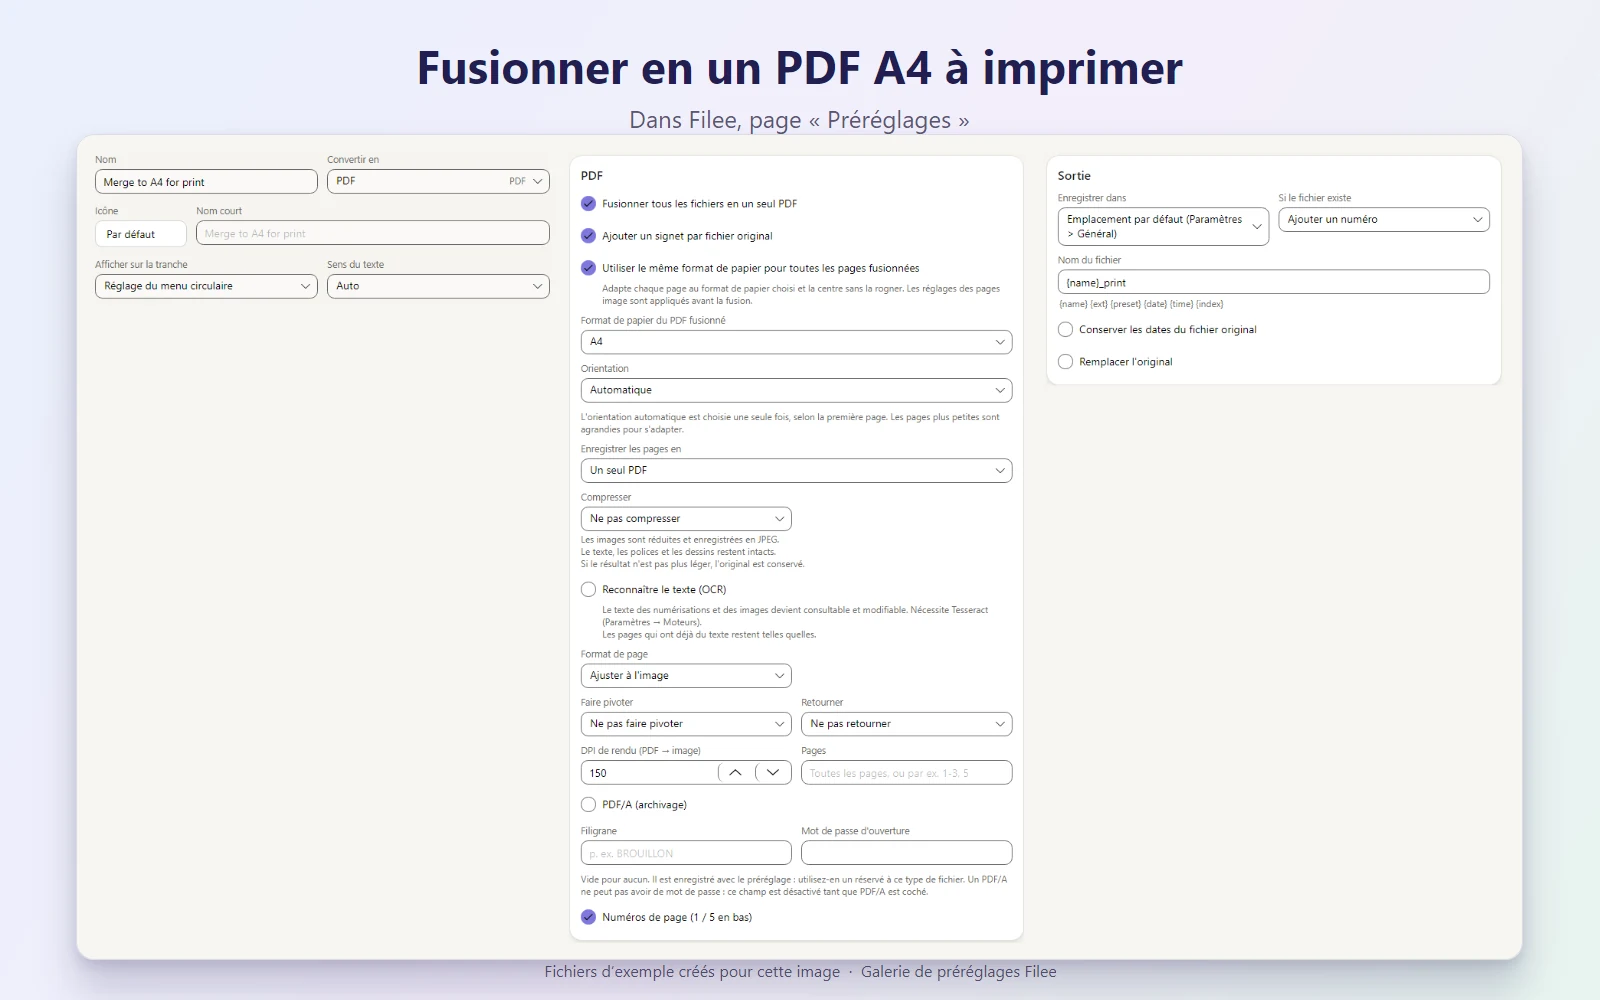 Fusionner en un PDF A4 à imprimer
Dans Filee, page « Préréglages »
Nom
Merge to A4 for print
Convertir en
PDF PDF
Icône
Par défaut
Nom court
Merge to A4 for print
Afficher sur la tranche
Réglage du menu circulaire
Sens du texte
Auto
PDF
Fusionner tous les fichiers en un seul PDF
Ajouter un signet par fichier original
Utiliser le même format de papier pour toutes les pages fusionnées
Adapte chaque page au format de papier choisi et la centre sans la rogner. Les réglages des pages
image sont appliqués avant la fusion.
Format de papier du PDF fusionné
A4
Orientation
Automatique
L'orientation automatique est choisie une seule fois, selon la première page. Les pages plus petites sont
agrandies pour s'adapter.
Enregistrer les pages en
Un seul PDF
Compresser
Ne pas compresser
Les images sont réduites et enregistrées en JPEG.
Le texte, les polices et les dessins restent intacts.
Si le résultat n'est pas plus léger, l'original est conservé.
Reconnaître le texte (OCR)
Le texte des numérisations et des images devient consultable et modifiable. Nécessite Tesseract
(Paramètres → Moteurs).
Les pages qui ont déjà du texte restent telles quelles.
Format de page
Ajuster à l'image
Faire pivoter
Ne pas faire pivoter
Retourner
Ne pas retourner
DPI de rendu (PDF → image)
150
Pages
Toutes les pages, ou par ex. 1-3, 5
PDF/A (archivage)
Filigrane
p. ex. BROUILLON
Mot de passe d'ouverture
Vide pour aucun. Il est enregistré avec le préréglage : utilisez-en un réservé à ce type de fichier. Un PDF/A
ne peut pas avoir de mot de passe : ce champ est désactivé tant que PDF/A est coché.
Numéros de page (1 / 5 en bas)
Sortie
Enregistrer dans
Emplacement par défaut (Paramètres
> Général)
Si le fichier existe
Ajouter un numéro
Nom du fichier
{name}_print
{name} {ext} {preset} {date} {time} {index}
Conserver les dates du fichier original
Remplacer l'original
Fichiers d’exemple créés pour cette image · Galerie de préréglages Filee